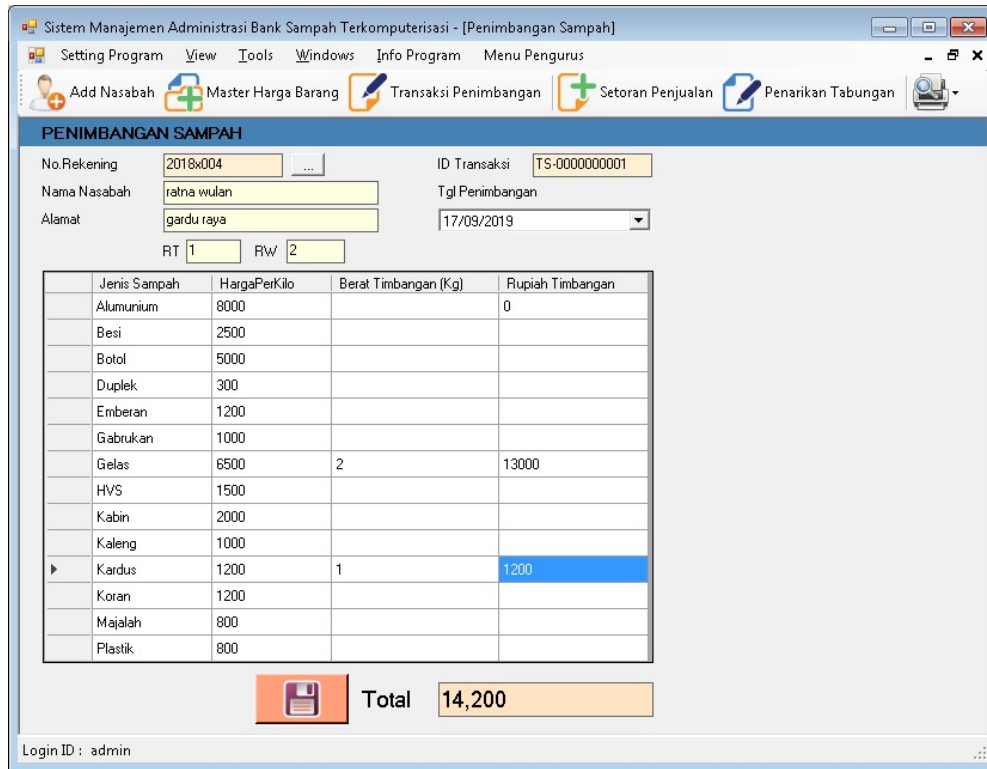 Sistem Manajemen Administrasi Bank Sampah Terkomputerisasi - [Penimbangan Sampah]
Setting Program View Tools Windows Info Program Menu Pengurus
Add Nasabah Master Harga Barang Transaksi Penimbangan Setoran Penjualan Penarikan Tabungan
PENIMBANGAN SAMPAH
No.Rekening 2018x004 ... ID Transaksi TS-0000000001
Nama Nasabah ratna wulan Tgl Penimbangan
Alamat gardu raya 17/09/2019
RT 1 RW 2
Jenis Sampah HargaPerKilo Berat Timbangan (Kg) Rupiah Timbangan
Alumunium 8000 0
Besi 2500
Botol 5000
Duplek 300
Emberan 1200
Gabrukan 1000
Gelas 6500 2 13000
HVS 1500
Kabin 2000
Kaleng 1000
Kardus 1200 1 1200
Koran 1200
Majalah 800
Plastik 800
Total 14,200
Login ID : admin